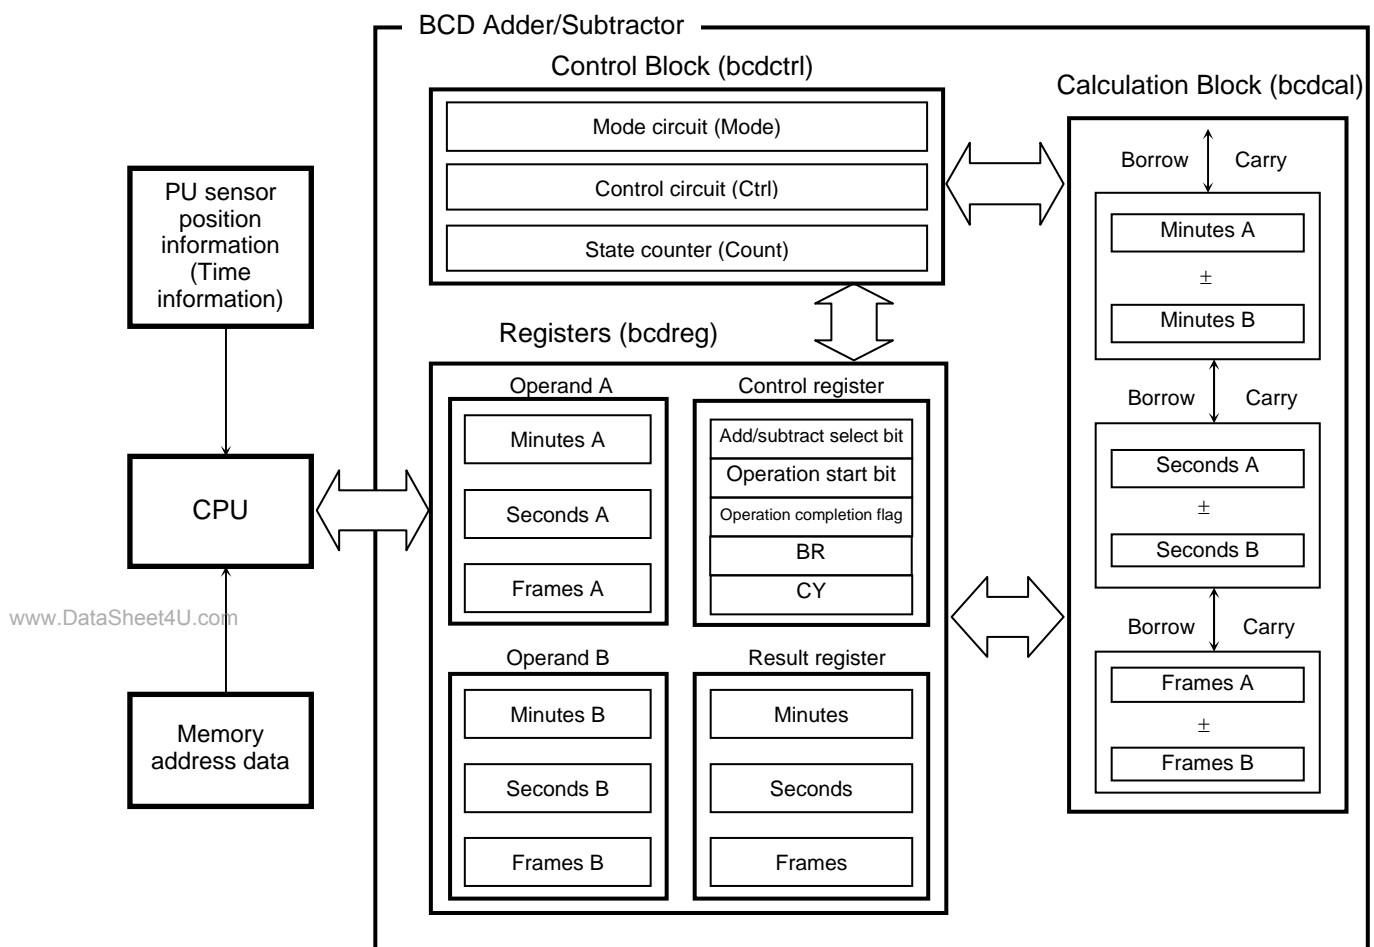 BCD Adder/Subtractor
Control Block (bcdctrl)
Mode circuit (Mode)
Control circuit (Ctrl)
State counter (Count)
Calculation Block (bcdcal)
Borrow Carry
Minutes A
±
Minutes B
Borrow Carry
Seconds A
±
Seconds B
Borrow Carry
Frames A
±
Frames B
PU sensor
position
information
(Time
information)
CPU
www.DataSheet4U.com
Memory
address data
Registers (bcdreg)
Operand A
Minutes A
Seconds A
Frames A
Control register
Add/subtract select bit
Operation start bit
Operation completion flag
BR
CY
Operand B
Minutes B
Seconds B
Frames B
Result register
Minutes
Seconds
Frames